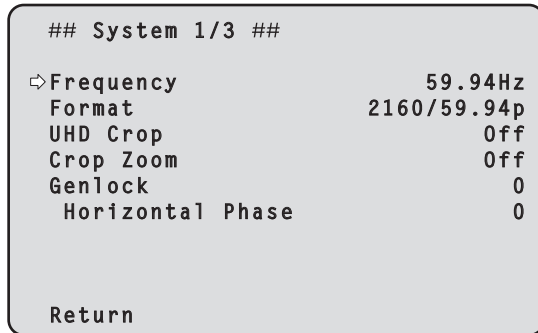 ## System 1/3 ##
⇨Frequency 59.94Hz
Format 2160/59.94p
UHD Crop Off
Crop Zoom Off
Genlock 0
Horizontal Phase 0
Return